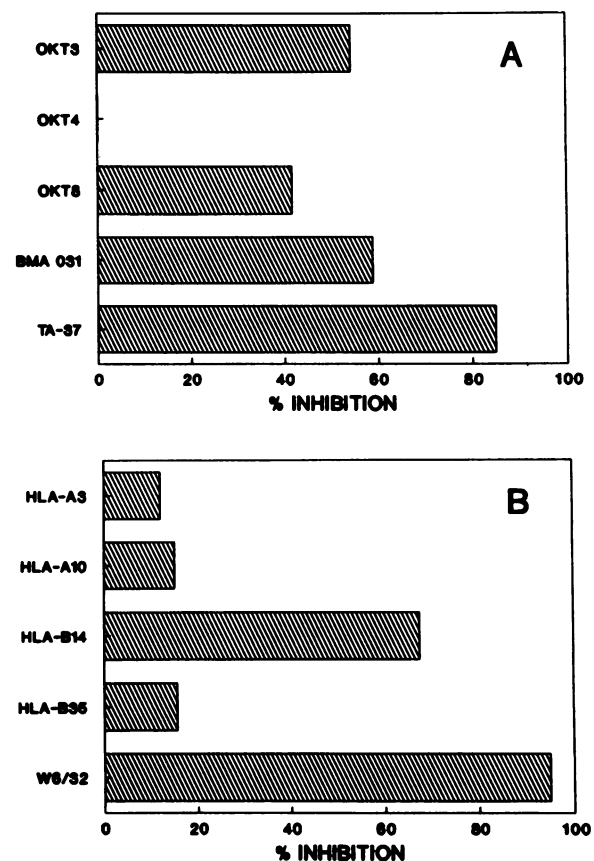 A
OKT3
OKT4
OKT8
BMA 031
TA-37
0 20 40 60 80 100
% INHIBITION
B
HLA-A3
HLA-A10
HLA-B14
HLA-B35
W6/32
0 20 40 60 80 100
% INHIBITION